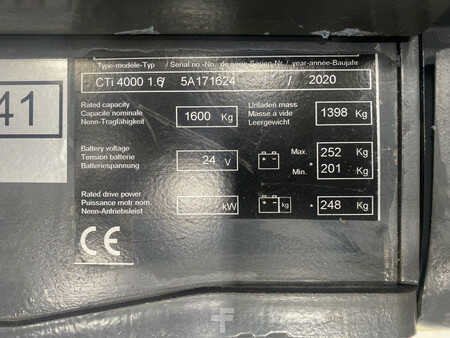 Type-modèle-Typ / Serial no.-No. de série-Serien-Nr. / year-année-Baujahr
CTi 4000 1.6 / 5A171624 / 2020
41
Rated capacity
Capacite nominale
Nenn-Tragfähigkeit
1600 Kg
Unladen mass
Masse a vide
Leergewicht
1398 Kg
Battery voltage
Tension batterie
Batteriespannung
24 V
Max. 252 Kg
Min. * 201 Kg
Rated drive power
Puissance motr nom.
Nenn-Antriebsleist
kW
kg
* 248 Kg
CE